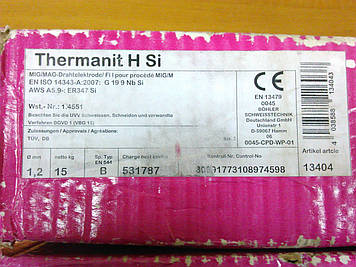 Thermanit H Si
MIG/MAG-Drahtelektrode/ Fil pour procédé MIG/M
EN ISO 14343-A:2007: G 19 9 Nb Si
AWS A5.9-: ER347 Si
Wst.- Nr.: 1.4551
Beachten Sie die UVV Schweissen, Schneiden und verwandte
Verfahren DGVO 1 (VBG 15)
Zulassungen / Approvals / Agréations:
TÜV, DB
CE
EN 13479
0045
BÖHLER
SCHWEISSTECHNIK
Deutschland GmbH
Unionstr 1
D-59067 Hamm
06
0045-CPD-WP-01
134043
Ø mm netto kg Sp. Typ EN 544 Charge Kontroll-Nr. Control-No Artikel article
1,2 15 B 531787 13404